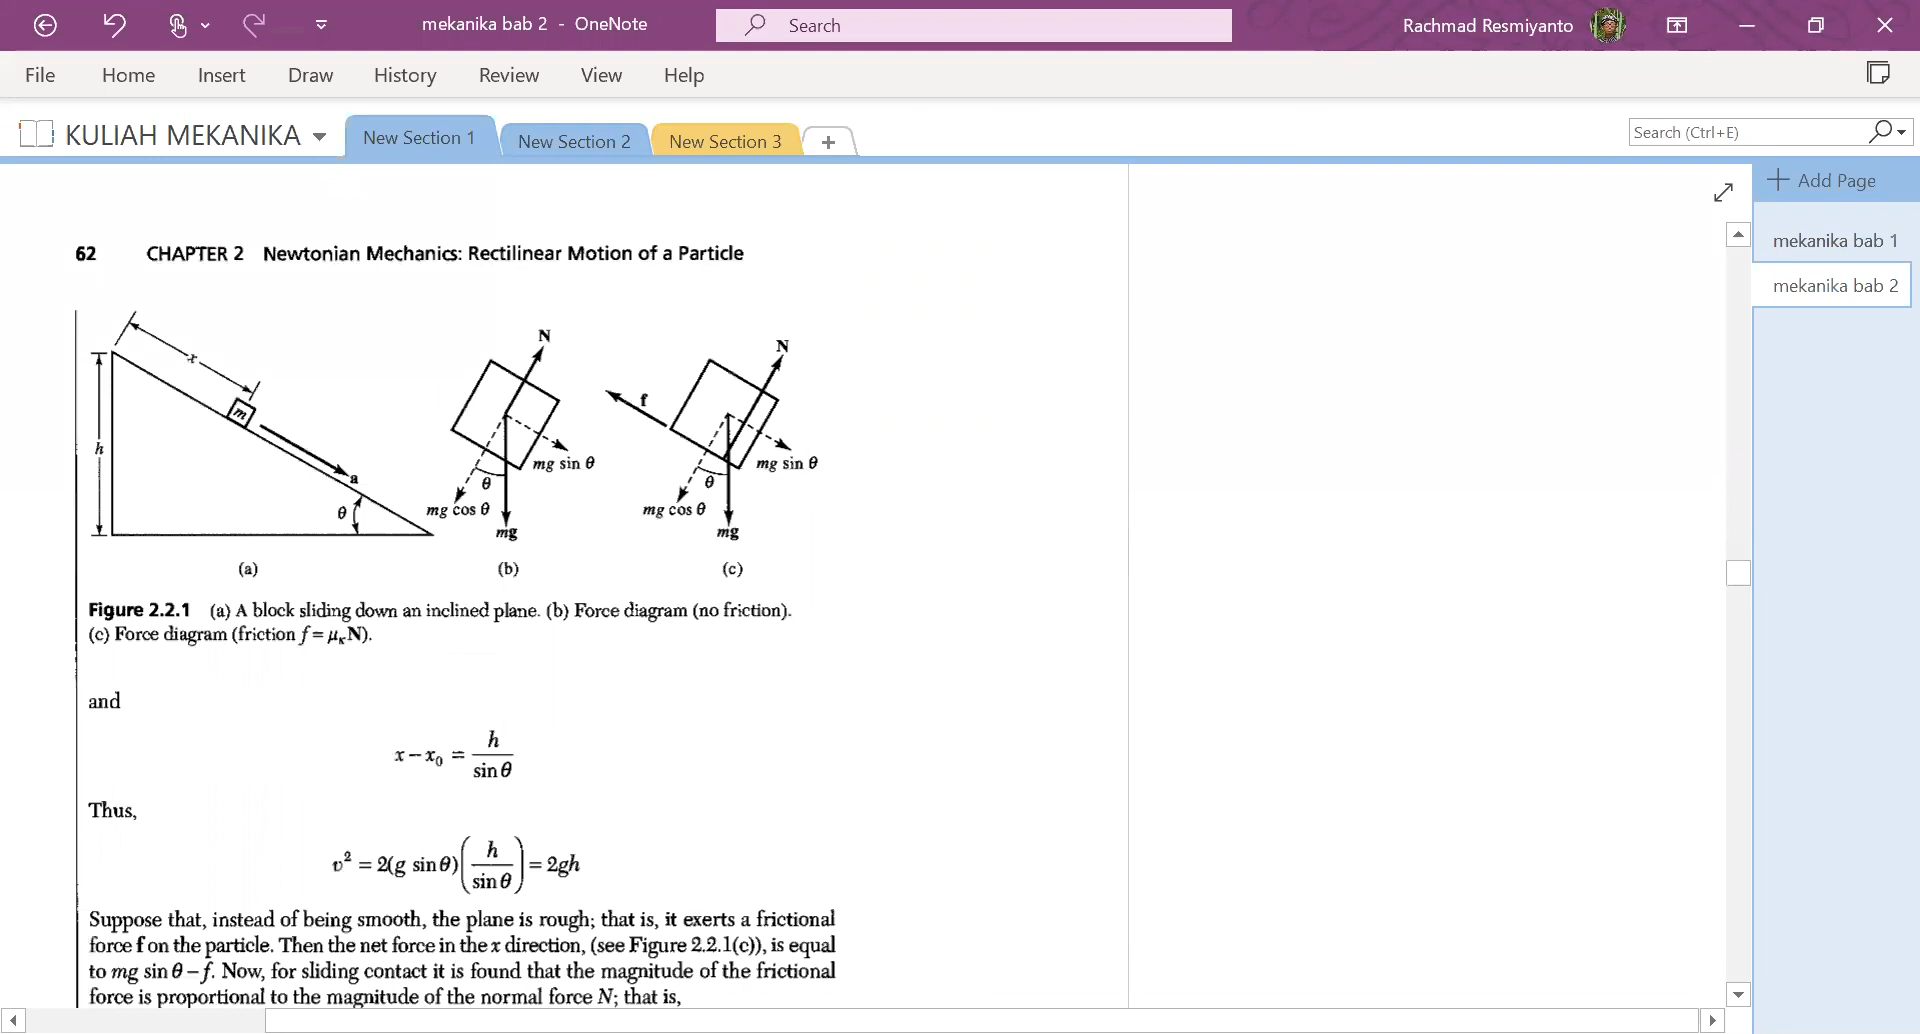 mekanika bab 2 - OneNote
Search
Rachmad Resmiyanto
File Home Insert Draw History Review View Help
KULIAH MEKANIKA
New Section 1
New Section 2
New Section 3
+
Search (Ctrl+E)
Add Page
mekanika bab 1
mekanika bab 2
62 CHAPTER 2 Newtonian Mechanics: Rectilinear Motion of a Particle
x
m
h
a
θ
(a)
N
mg sin θ
θ
mg cos θ
mg
(b)
N
f
mg sin θ
θ
mg cos θ
mg
(c)
Figure 2.2.1 (a) A block sliding down an inclined plane. (b) Force diagram (no friction).
(c) Force diagram (friction f = μ_K N).
and
x − x₀ = h / sin θ
Thus,
v² = 2(g sin θ)(h / sin θ) = 2gh
Suppose that, instead of being smooth, the plane is rough; that is, it exerts a frictional
force f on the particle. Then the net force in the x direction, (see Figure 2.2.1(c)), is equal
to mg sin θ − f. Now, for sliding contact it is found that the magnitude of the frictional
force is proportional to the magnitude of the normal force N; that is,